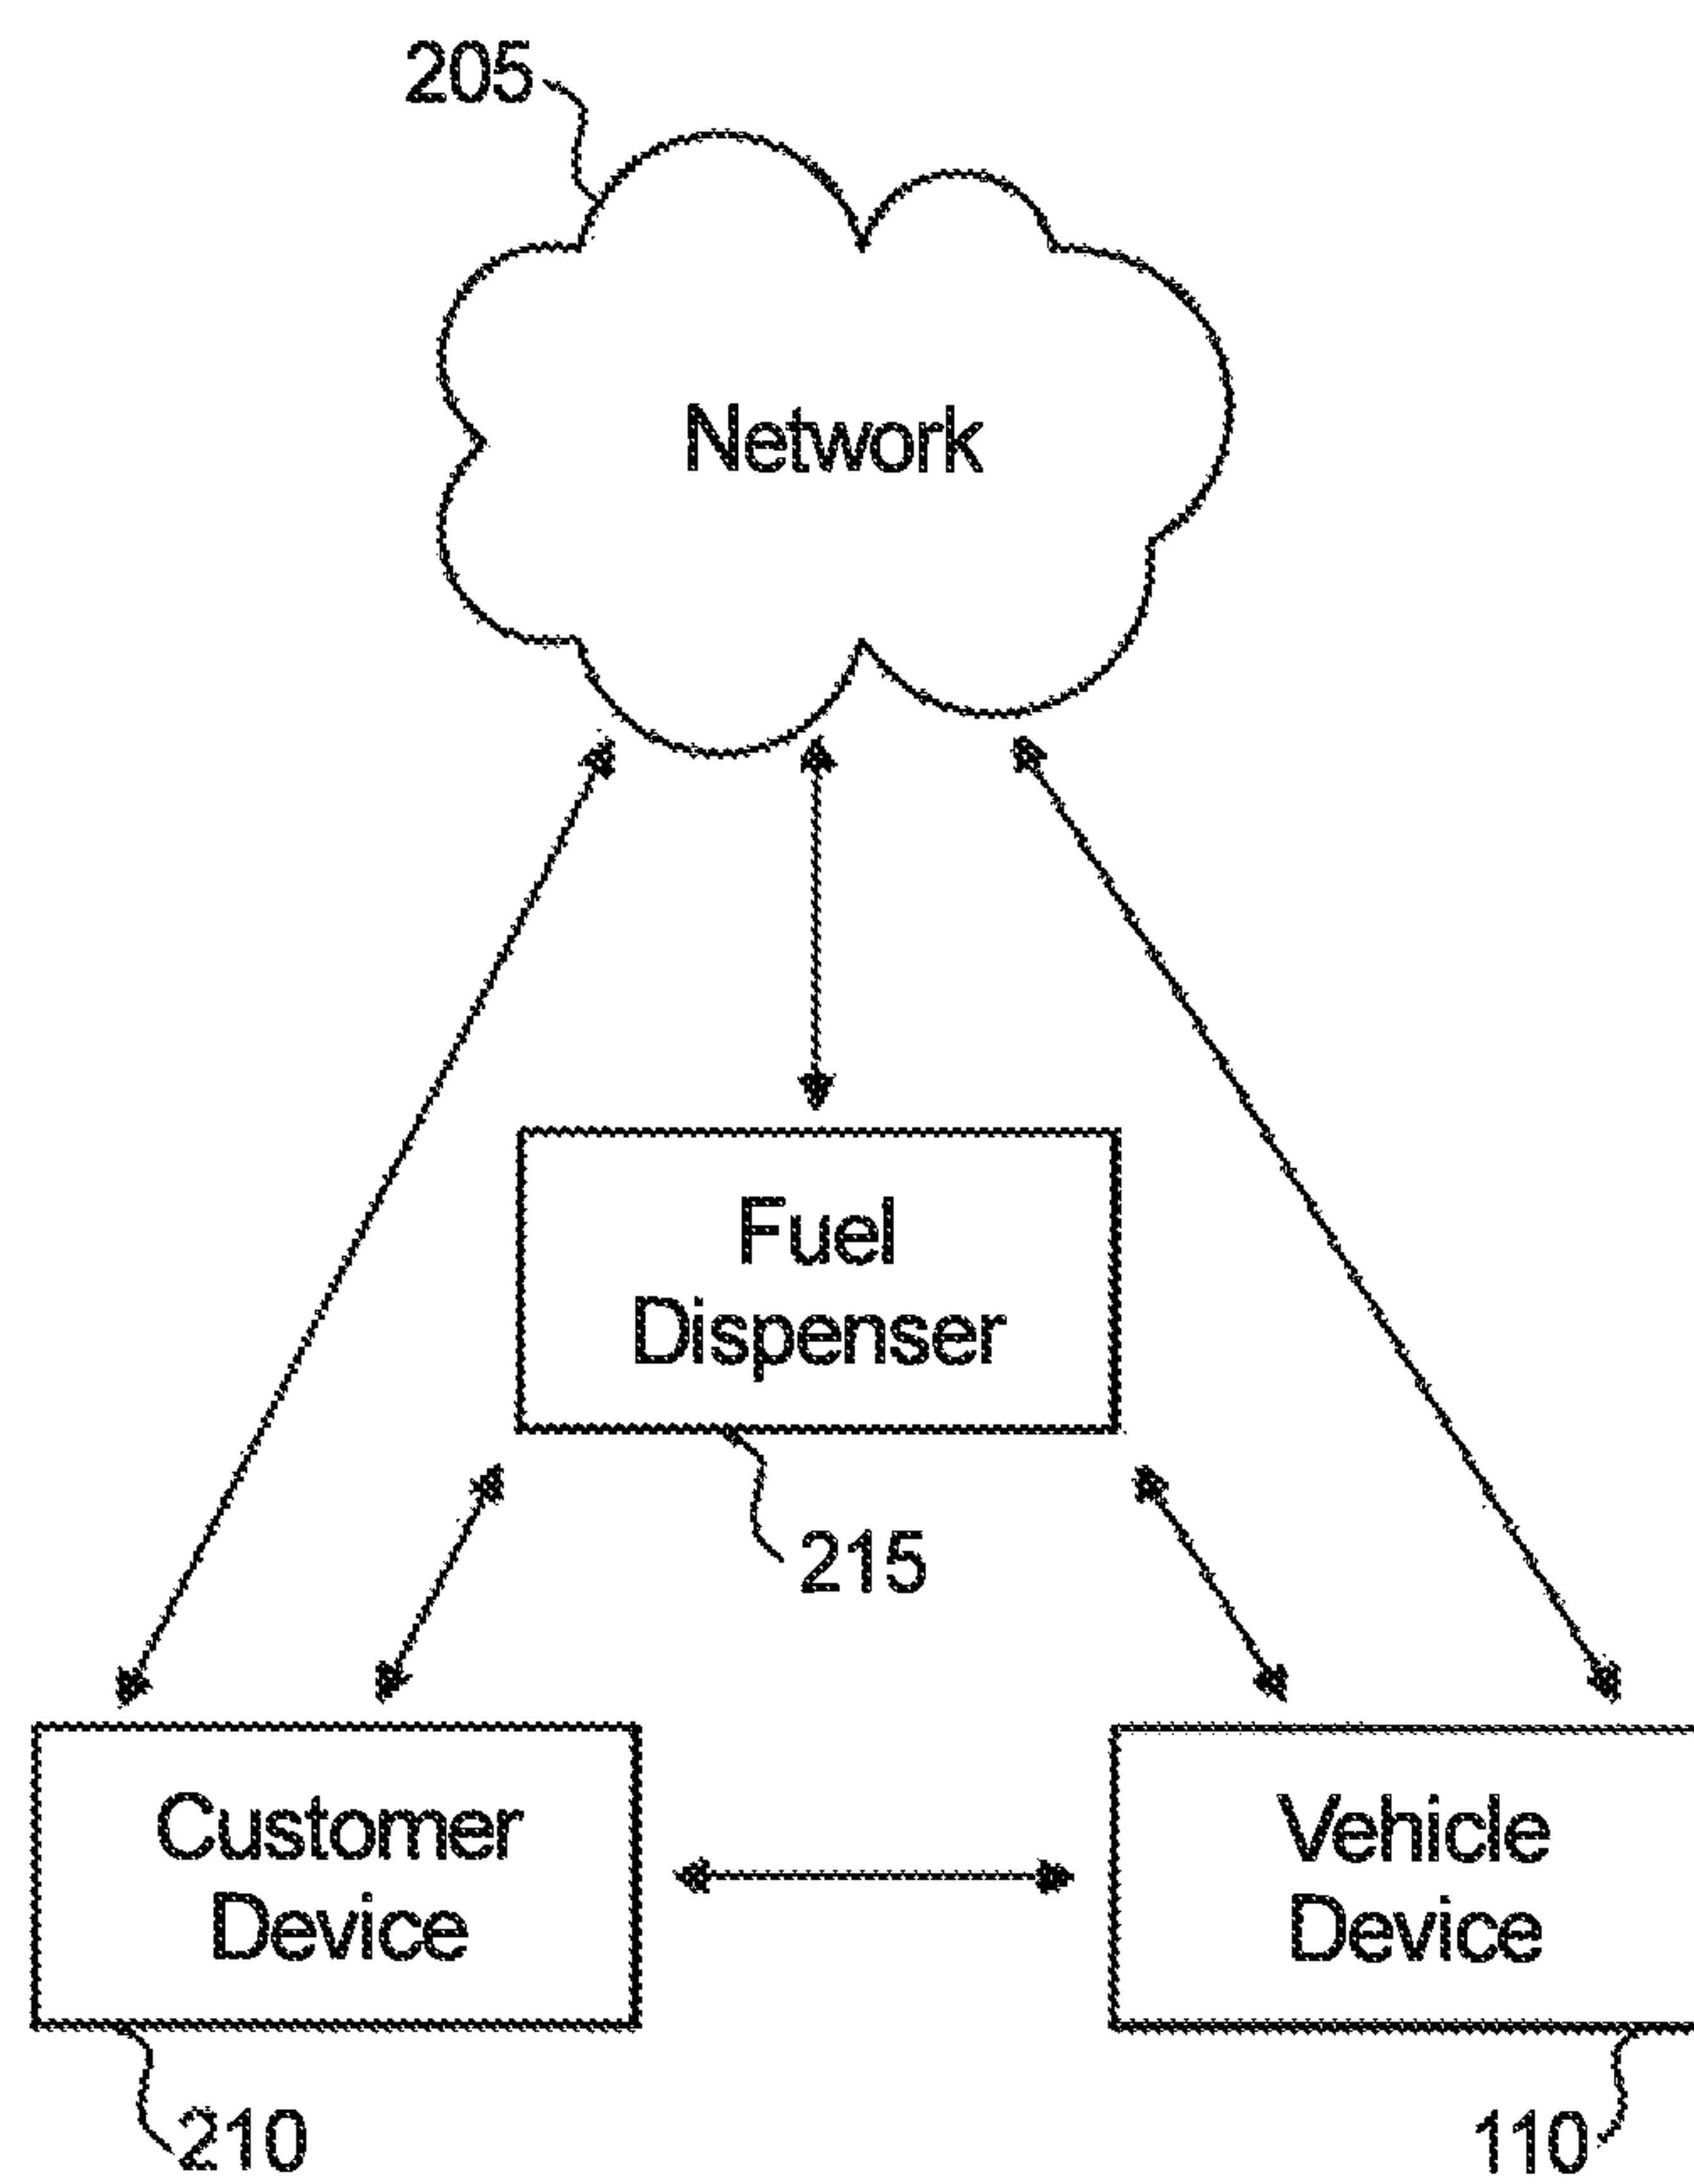 205
Network
Fuel
Dispenser
215
Customer
Device
Vehicle
Device
210
110